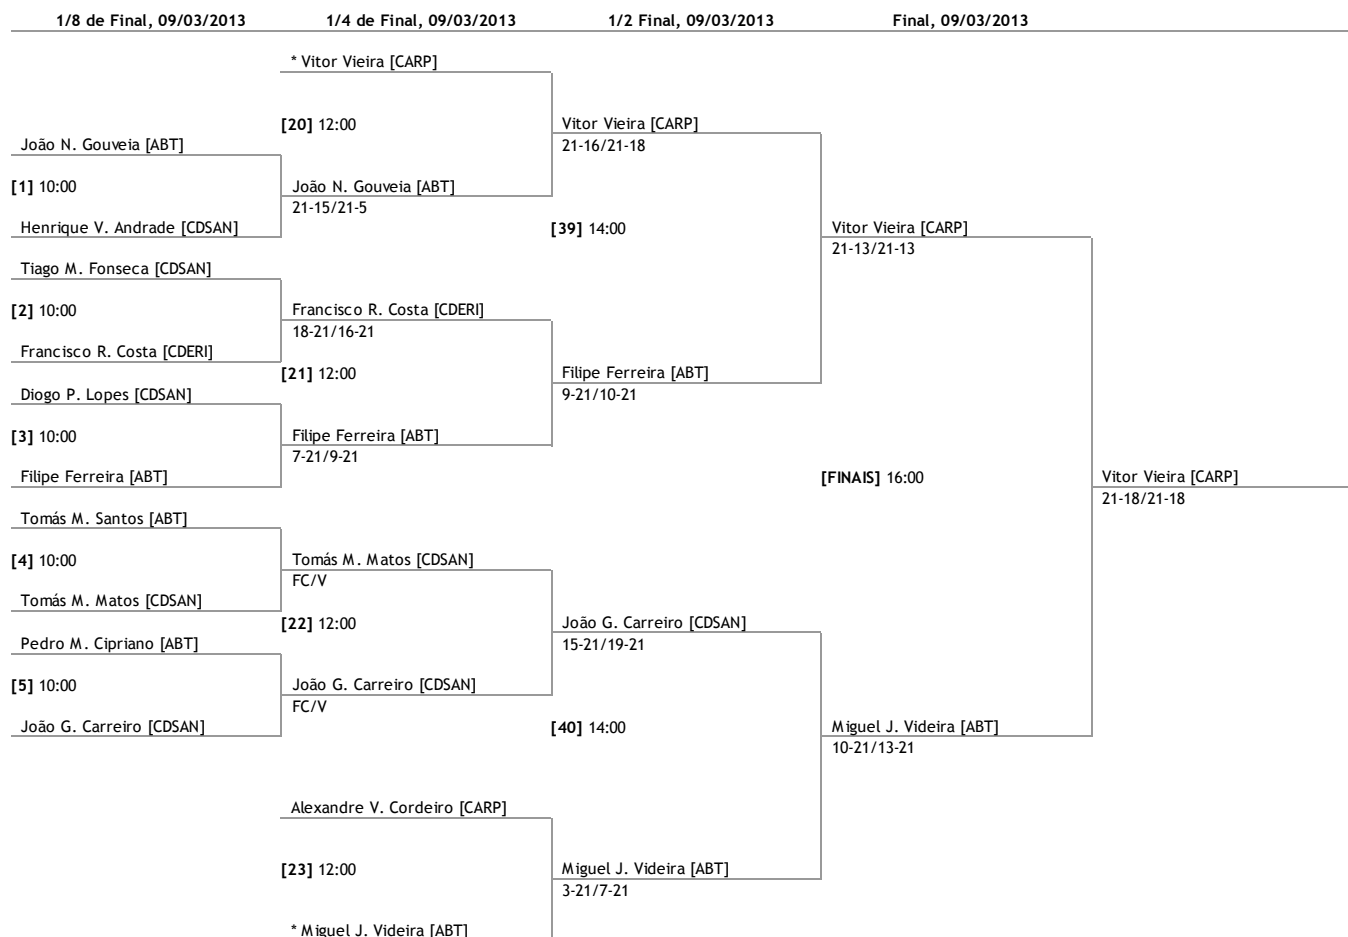 1/8 de Final, 09/03/2013 1/4 de Final, 09/03/2013 1/2 Final, 09/03/2013 Final, 09/03/2013
* Vitor Vieira [CARP]
[20] 12:00 Vitor Vieira [CARP]
João N. Gouveia [ABT] 21-16/21-18
[1] 10:00 João N. Gouveia [ABT]
21-15/21-5
Henrique V. Andrade [CDSAN] [39] 14:00 Vitor Vieira [CARP]
21-13/21-13
Tiago M. Fonseca [CDSAN]
[2] 10:00 Francisco R. Costa [CDERI]
18-21/16-21
Francisco R. Costa [CDERI]
[21] 12:00 Filipe Ferreira [ABT]
Diogo P. Lopes [CDSAN] 9-21/10-21
[3] 10:00 Filipe Ferreira [ABT]
7-21/9-21
Filipe Ferreira [ABT] [FINAIS] 16:00 Vitor Vieira [CARP]
21-18/21-18
Tomás M. Santos [ABT]
[4] 10:00 Tomás M. Matos [CDSAN]
FC/V
Tomás M. Matos [CDSAN]
[22] 12:00 João G. Carreiro [CDSAN]
Pedro M. Cipriano [ABT] 15-21/19-21
[5] 10:00 João G. Carreiro [CDSAN]
FC/V
João G. Carreiro [CDSAN] [40] 14:00 Miguel J. Videira [ABT]
10-21/13-21
Alexandre V. Cordeiro [CARP]
[23] 12:00 Miguel J. Videira [ABT]
3-21/7-21
* Miguel J. Videira [ABT]